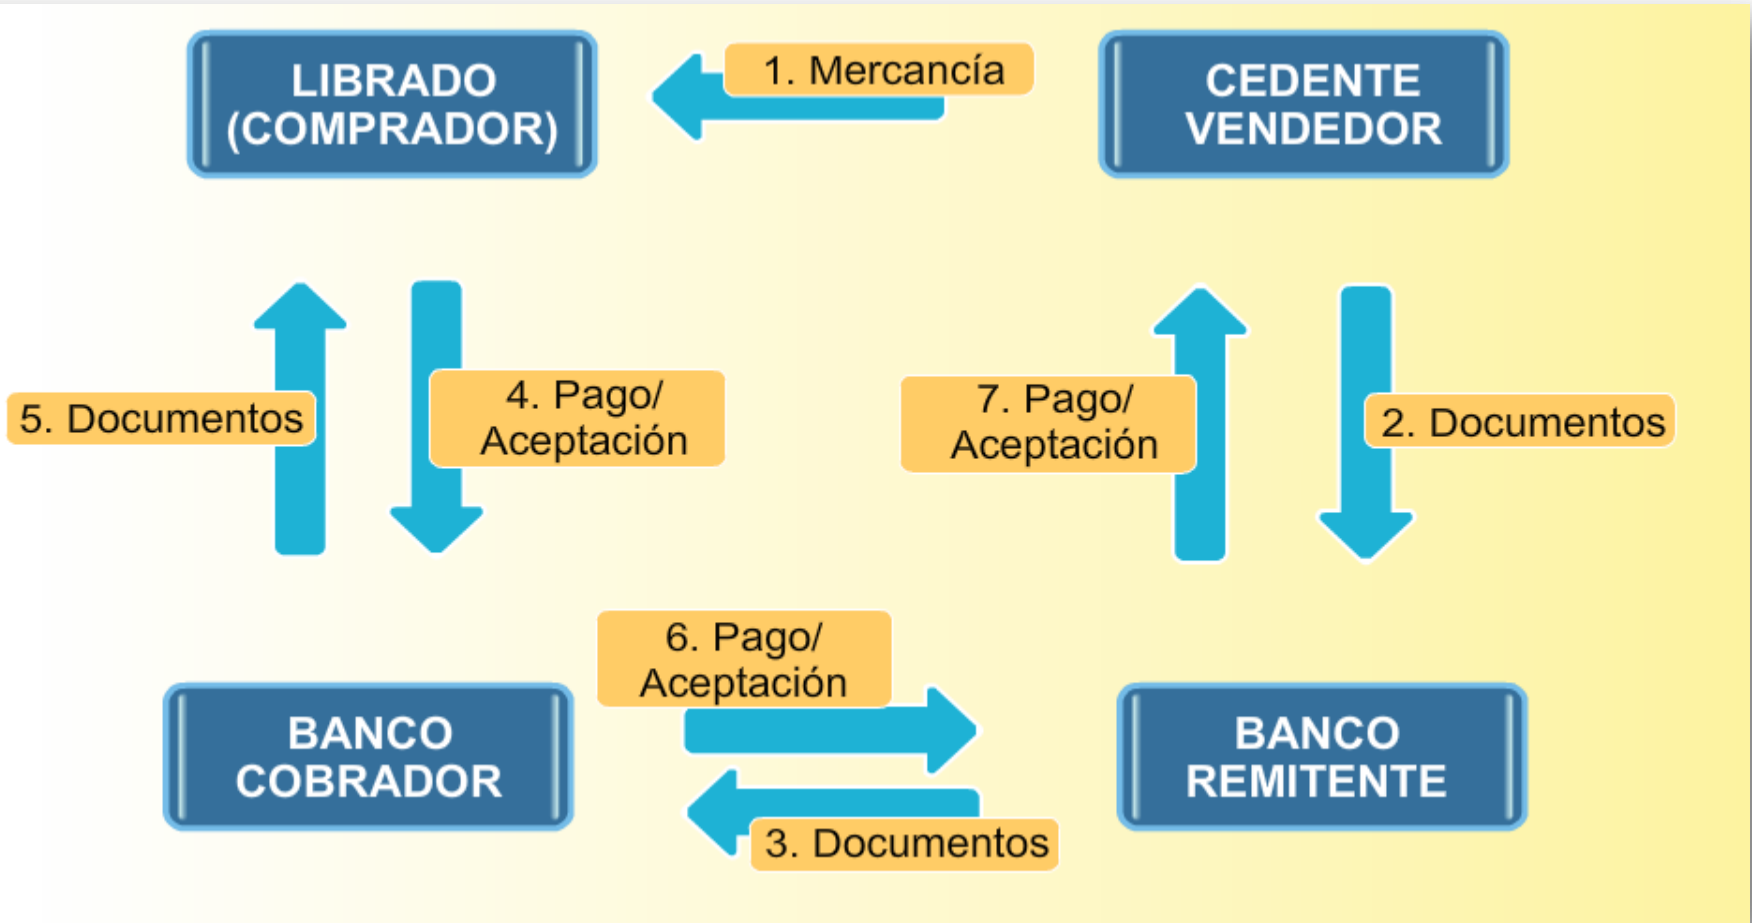 LIBRADO
(COMPRADOR)
1. Mercancía
CEDENTE
VENDEDOR
5. Documentos
4. Pago/
Aceptación
7. Pago/
Aceptación
2. Documentos
6. Pago/
Aceptación
BANCO
COBRADOR
BANCO
REMITENTE
3. Documentos